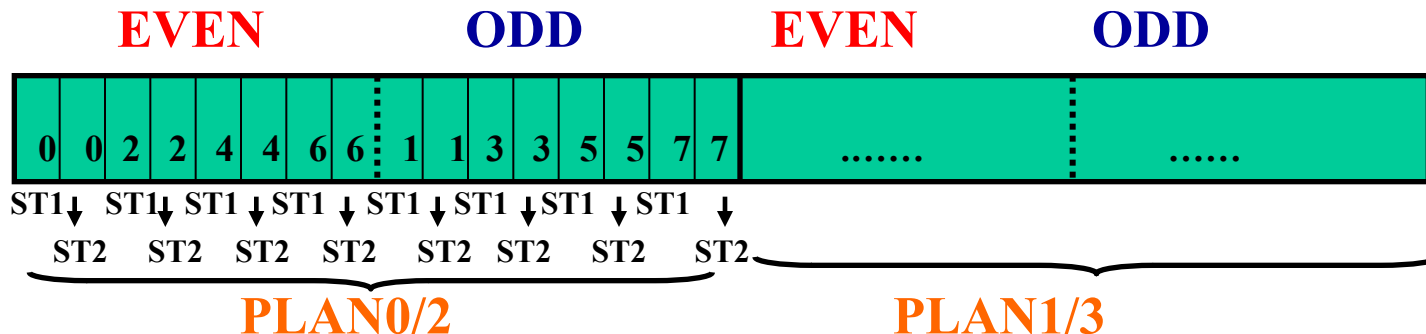 EVEN ODD EVEN ODD
0 0 2 2 4 4 6 6 1 1 3 3 5 5 7 7 ....... ......
ST1 ST1 ST1 ST1 ST1 ST1 ST1 ST1
ST2 ST2 ST2 ST2 ST2 ST2 ST2 ST2
PLAN0/2 PLAN1/3